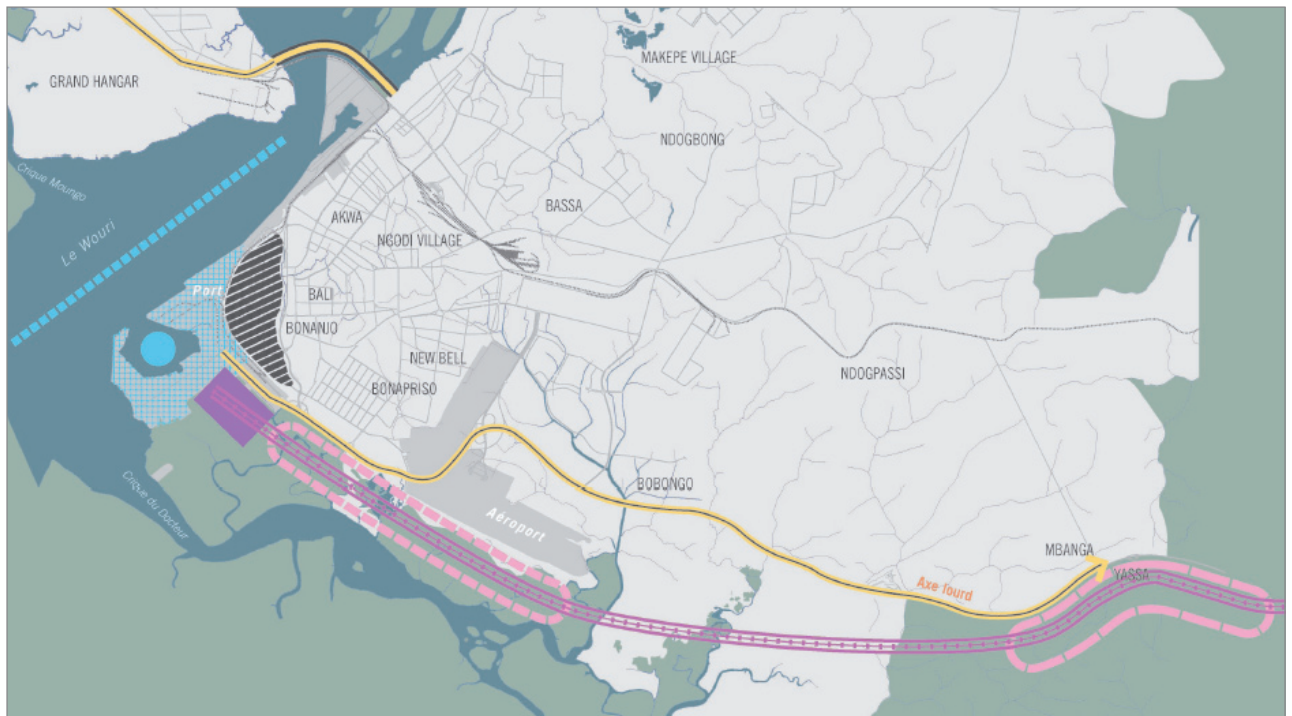 MAKEPE VILLAGE
GRAND HANGAR
NDOGBONG
Crique Moungo
BASSA
AKWA
Le Wouri
NGODI VILLAGE
Port
BALI
BONANJO
NEW BELL
NDOGPASSI
BONAPRISO
BOBONGO
Crique du Docteur
Aéroport
MBANGA
YASSA
Axe lourd